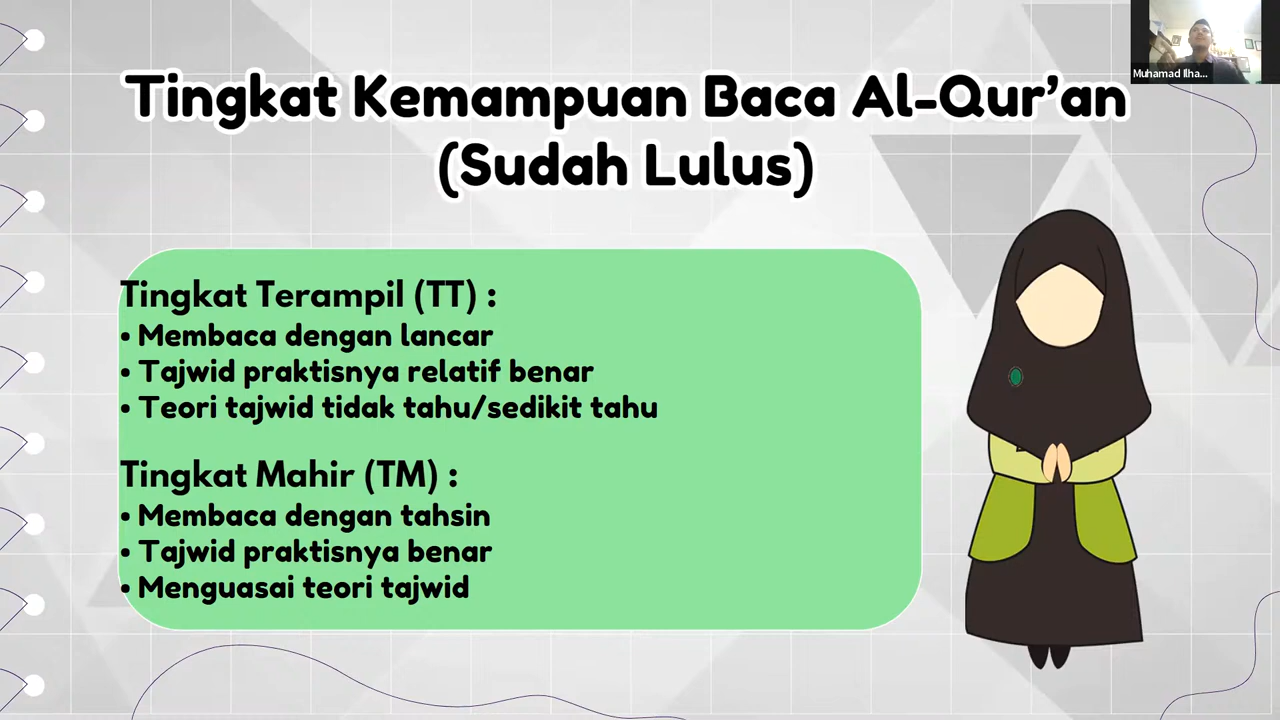 Muhamad Ilha...
Tingkat Kemampuan Baca Al-Qur'an
(Sudah Lulus)
Tingkat Terampil (TT) :
• Membaca dengan lancar
• Tajwid praktisnya relatif benar
• Teori tajwid tidak tahu/sedikit tahu
Tingkat Mahir (TM) :
• Membaca dengan tahsin
• Tajwid praktisnya benar
• Menguasai teori tajwid